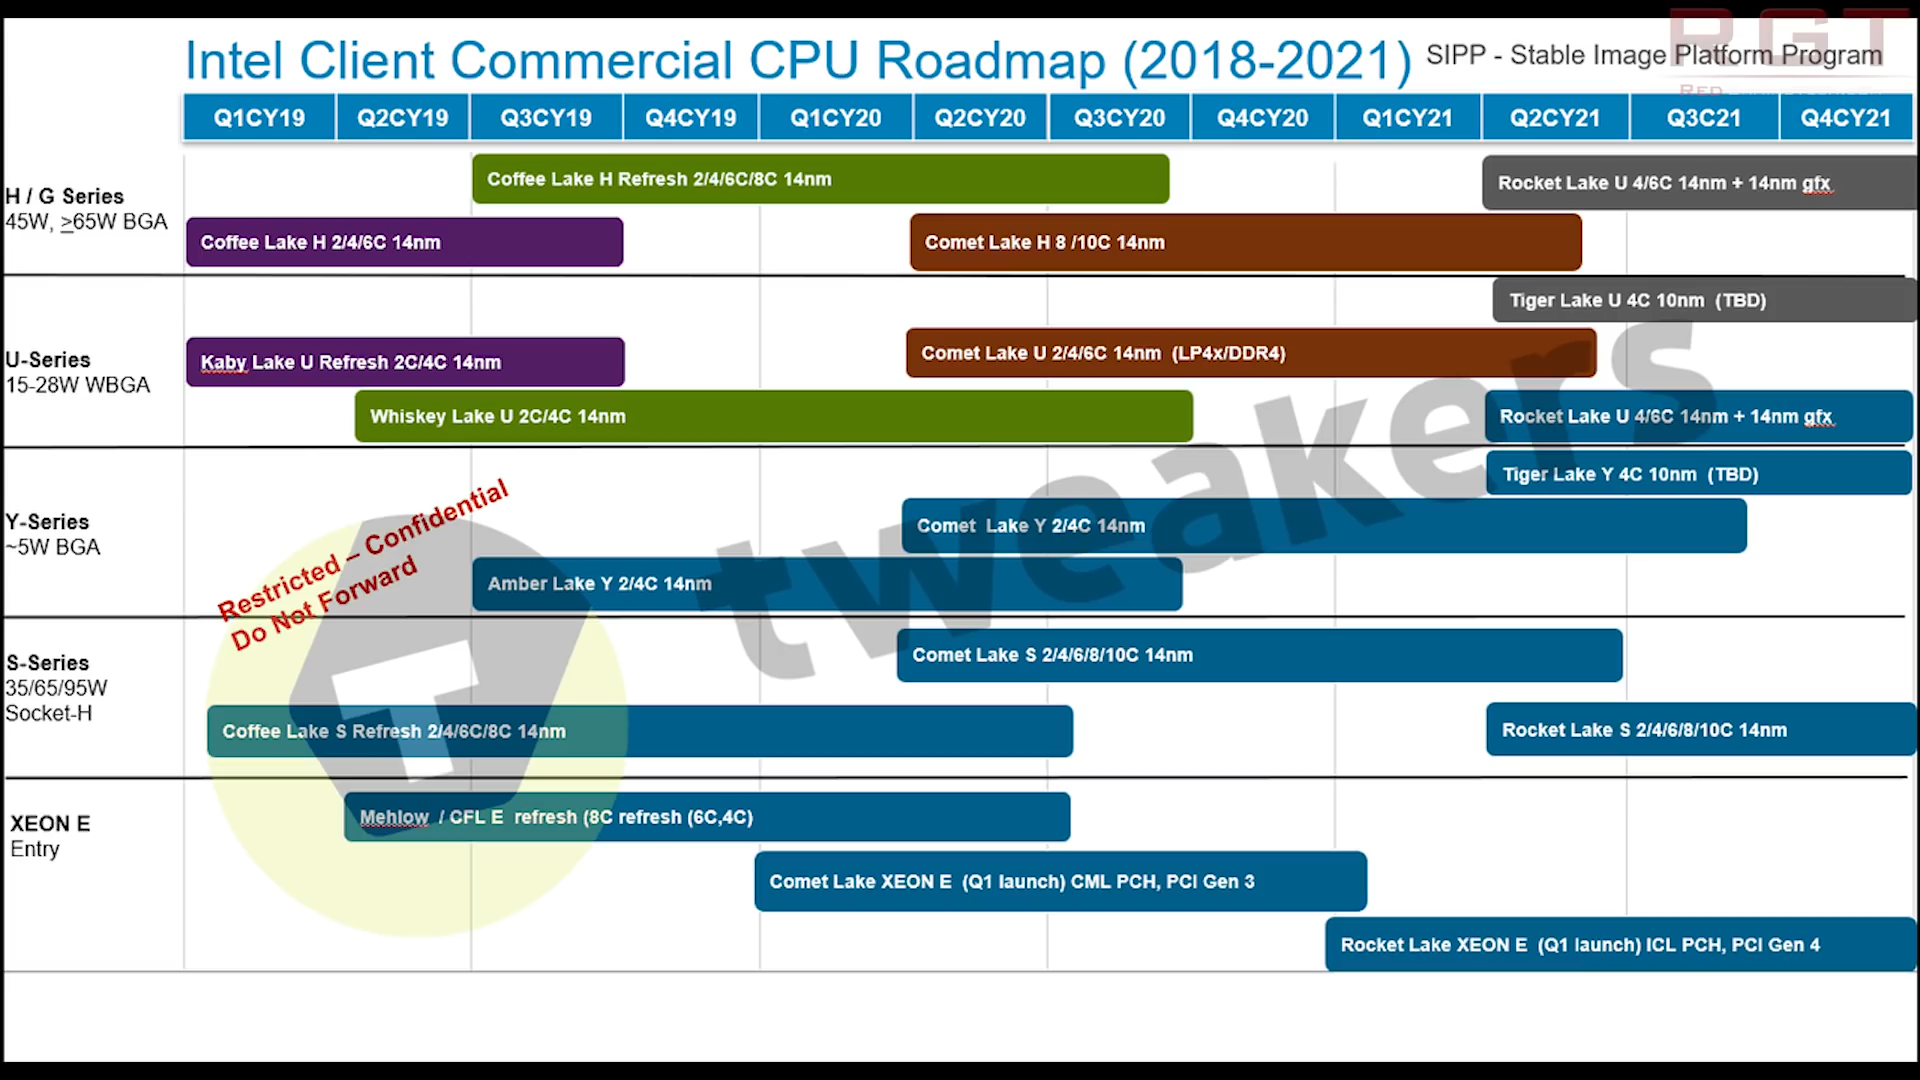 Intel Client Commercial CPU Roadmap (2018-2021) SIPP - Stable Image Platform Program
RGT
RED
Q1CY19 Q2CY19 Q3CY19 Q4CY19 Q1CY20 Q2CY20 Q3CY20 Q4CY20 Q1CY21 Q2CY21 Q3C21 Q4CY21
H / G Series
45W, >65W BGA
Coffee Lake H Refresh 2/4/6C/8C 14nm
Rocket Lake U 4/6C 14nm + 14nm gfx
Coffee Lake H 2/4/6C 14nm
Comet Lake H 8 /10C 14nm
Tiger Lake U 4C 10nm (TBD)
U-Series
15-28W WBGA
Kaby Lake U Refresh 2C/4C 14nm
Comet Lake U 2/4/6C 14nm (LP4x/DDR4)
Whiskey Lake U 2C/4C 14nm
Rocket Lake U 4/6C 14nm + 14nm gfx
Tiger Lake Y 4C 10nm (TBD)
Y-Series
~5W BGA
Comet Lake Y 2/4C 14nm
Amber Lake Y 2/4C 14nm
Restricted – Confidential
Do Not Forward
tweakers
T
S-Series
35/65/95W
Socket-H
Comet Lake S 2/4/6/8/10C 14nm
Coffee Lake S Refresh 2/4/6C/8C 14nm
Rocket Lake S 2/4/6/8/10C 14nm
XEON E
Entry
Mehlow / CFL E refresh (8C refresh (6C,4C)
Comet Lake XEON E (Q1 launch) CML PCH, PCI Gen 3
Rocket Lake XEON E (Q1 launch) ICL PCH, PCI Gen 4